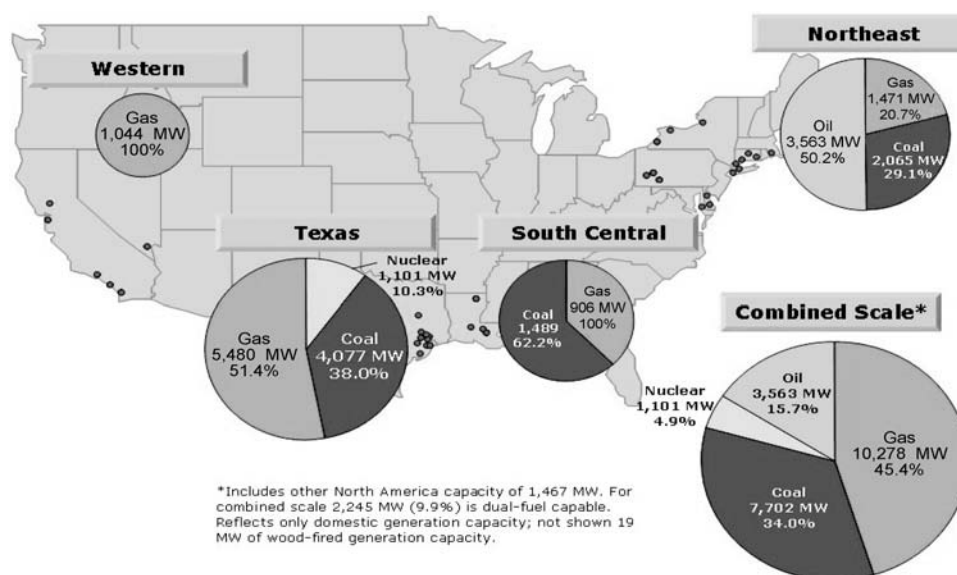 Northeast
Gas
1,471 MW
20.7%
Oil
3,563 MW
50.2%
Coal
2,065 MW
29.1%
Western
Gas
1,044 MW
100%
Texas
Nuclear
1,101 MW
10.3%
Gas
5,480 MW
51.4%
Coal
4,077 MW
38.0%
South Central
Gas
906 MW
100%
Coal
1,489
62.2%
Combined Scale*
Oil
3,563 MW
15.7%
Nuclear
1,101 MW
4.9%
Gas
10,278 MW
45.4%
Coal
7,702 MW
34.0%
*Includes other North America capacity of 1,467 MW. For
combined scale 2,245 MW (9.9%) is dual-fuel capable.
Reflects only domestic generation capacity; not shown 19
MW of wood-fired generation capacity.